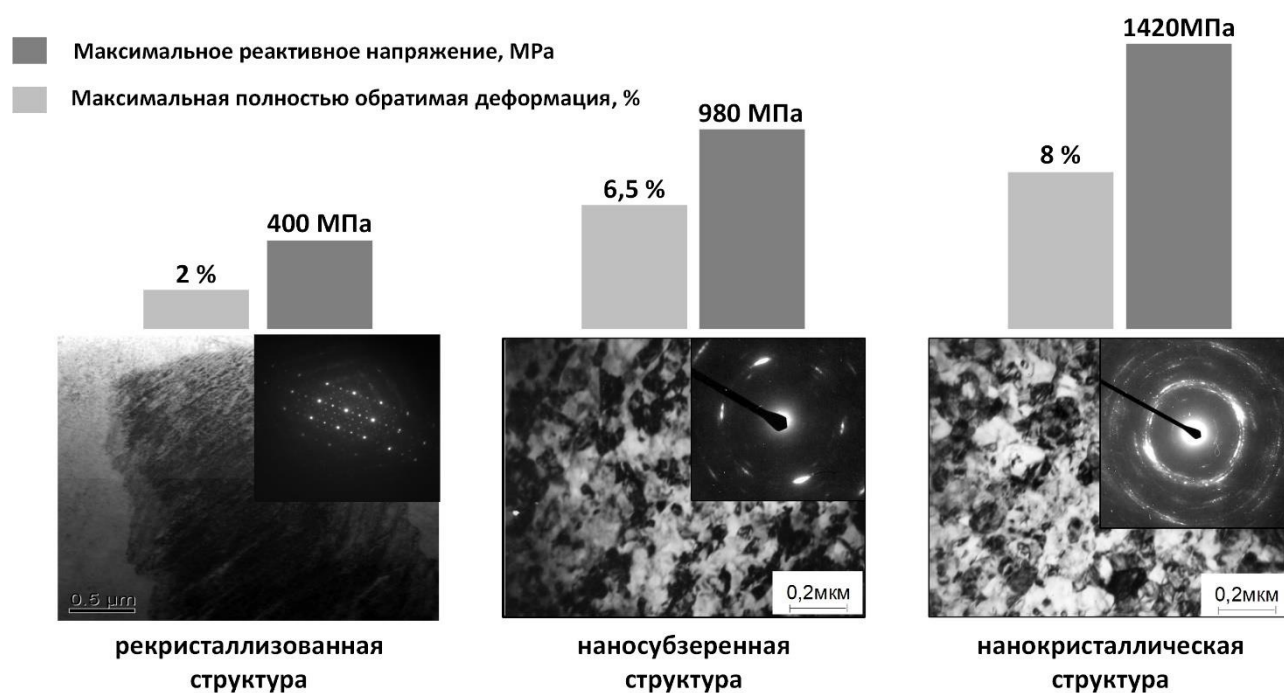 Максимальное реактивное напряжение, MPa
Максимальная полностью обратимая деформация, %
2 %
400 МПа
6,5 %
980 МПа
8 %
1420МПа
0.5 µm
0,2мкм
0,2мкм
рекристаллизованная
структура
наносубзеренная
структура
нанокристаллическая
структура